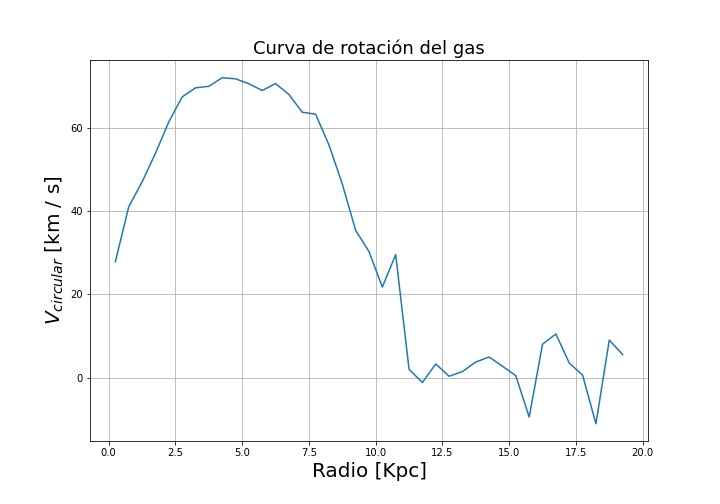 Curva de rotación del gas
V_circular [km / s]
60
40
20
0
0.0 2.5 5.0 7.5 10.0 12.5 15.0 17.5 20.0
Radio [Kpc]